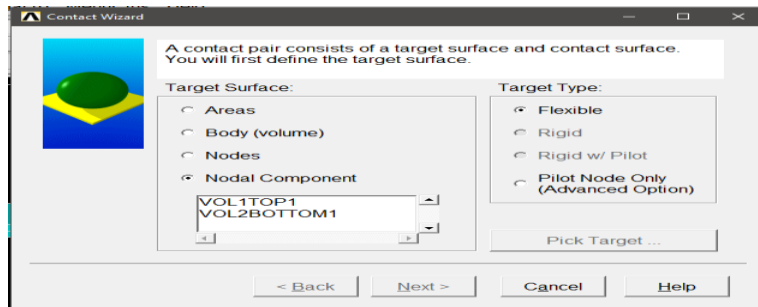 Contact Wizard
A contact pair consists of a target surface and contact surface.
You will first define the target surface.
Target Surface:
Areas
Body (volume)
Nodes
Nodal Component
VOL1TOP1
VOL2BOTTOM1
Target Type:
Flexible
Rigid
Rigid w/ Pilot
Pilot Node Only
(Advanced Option)
Pick Target ...
< Back
Next >
Cancel
Help